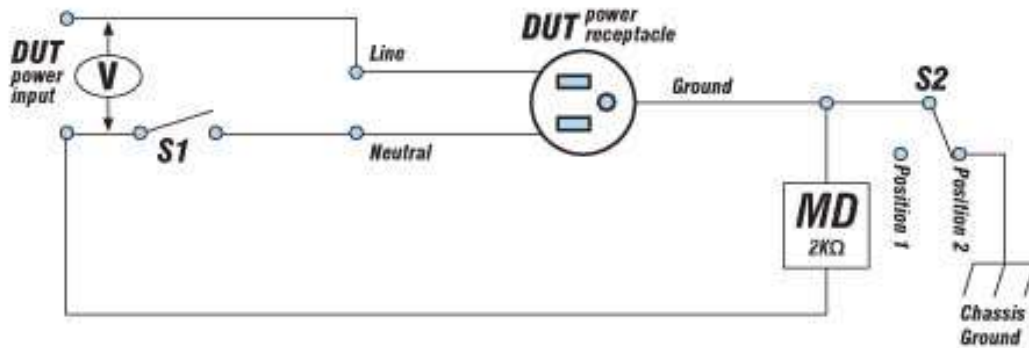 DUT power receptacle
DUT power input
V
Line
S1
Neutral
Ground
S2
MD
2KΩ
Position 1
Position 2
Chassis
Ground